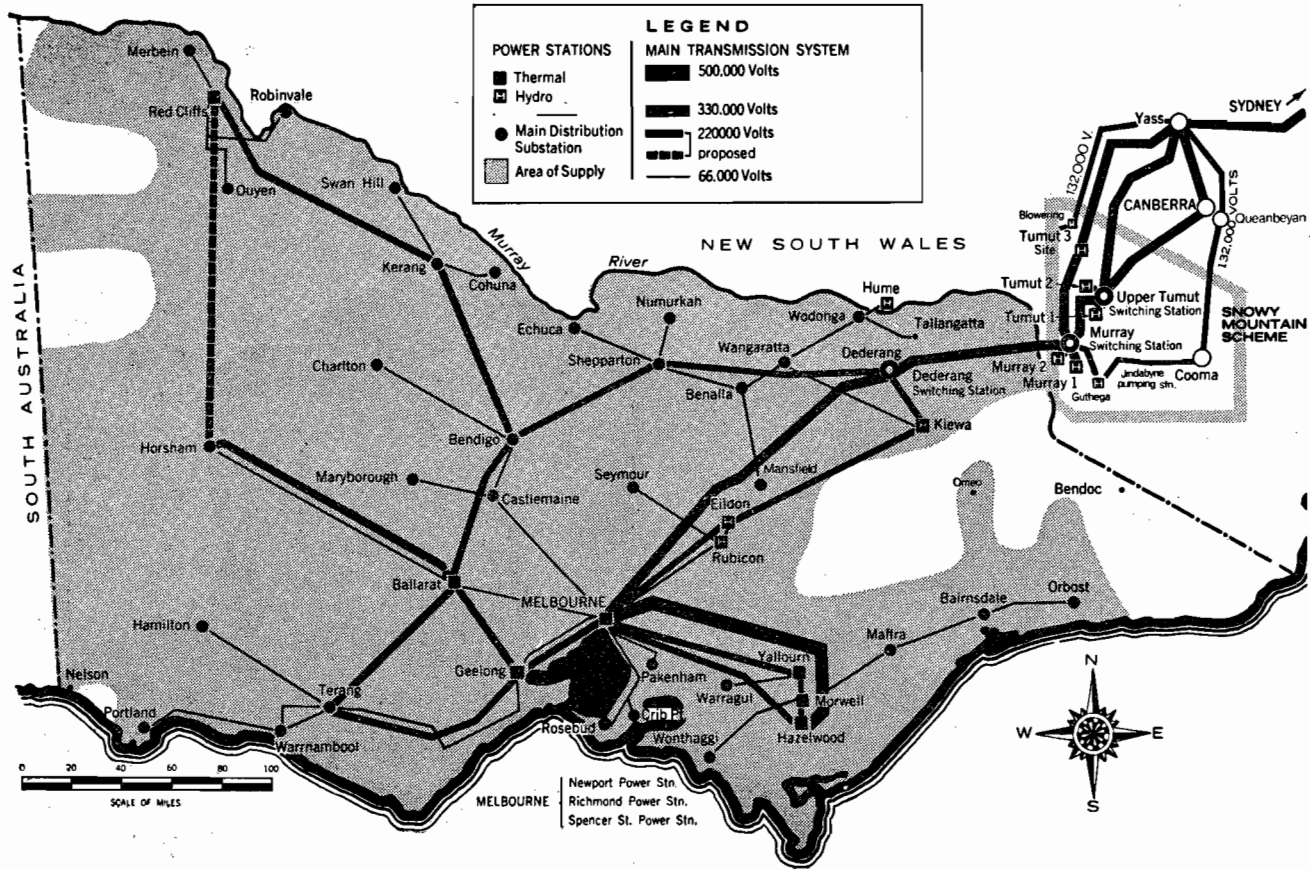 LEGEND
POWER STATIONS
Thermal
Hydro
Main Distribution
Substation
Area of Supply
MAIN TRANSMISSION SYSTEM
500,000 Volts
330.000 Volts
220000 Volts
proposed
66.000 Volts
Merbein
Red Cliffs
Robinvale
Ouyen
Swan Hill
Murray
River
Kerang
Cohuna
NEW SOUTH WALES
SOUTH AUSTRALIA
SYDNEY
Yass
132,000 V.
132,000 VOLTS
CANBERRA
Queanbeyan
Blowering
Tumut 3
Site
Tumut 2
Tumut 1
Upper Tumut
Switching Station
Murray
Switching Station
SNOWY
MOUNTAIN
SCHEME
Murray 2
Murray 1
Guthega
Jindabyne
pumping stn.
Cooma
Hume
Numurkah
Echuca
Wodonga
Tallangatta
Shepparton
Wangaratta
Dederang
Dederang
Switching Station
Benalla
Charlton
Kiewa
Bendigo
Horsham
Maryborough
Castlemaine
Seymour
Mansfield
Eildon
Rubicon
Omeo
Bendoc
Ballarat
MELBOURNE
Hamilton
Bairnsdale
Orbost
Maffra
Nelson
Geelong
Yallourn
Pakenham
Warragul
Morwell
Terang
Portland
Warrnambool
Rosebud
Crib Pt.
Wonthaggi
Hazelwood
0 20 40 60 80 100
SCALE OF MILES
MELBOURNE
Newport Power Stn.
Richmond Power Stn,
Spencer St. Power Stn,
N
W
E
S